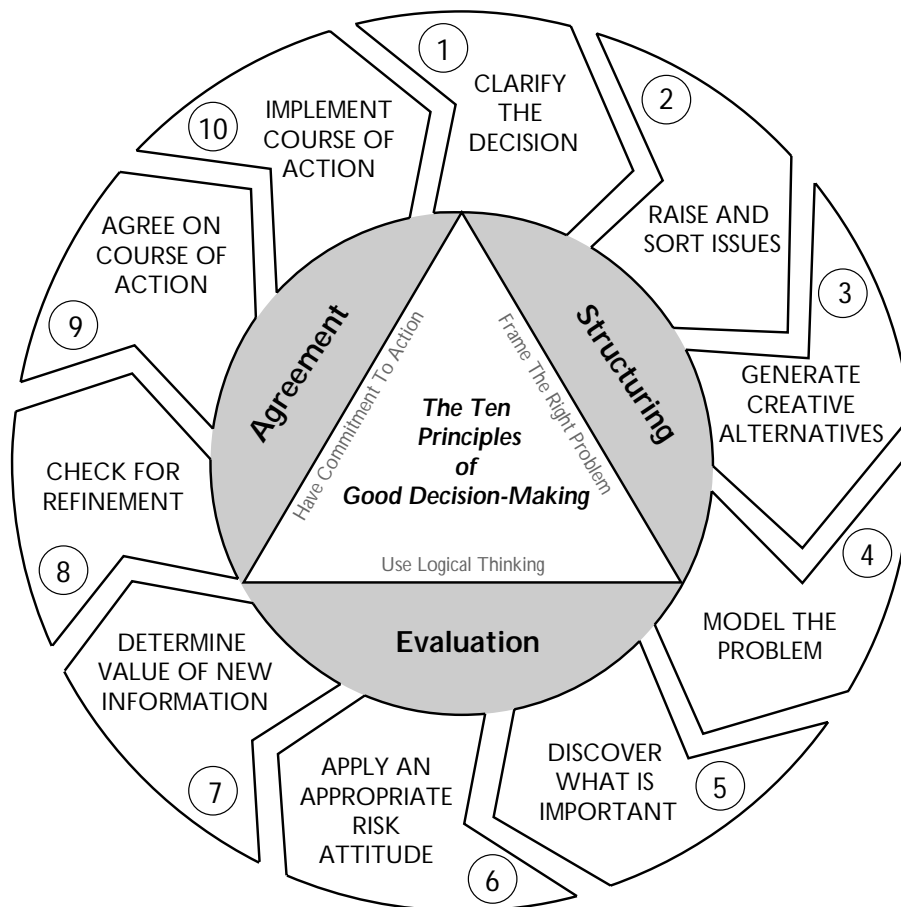 1
CLARIFY
THE
DECISION
2
RAISE AND
SORT ISSUES
3
GENERATE
CREATIVE
ALTERNATIVES
4
MODEL THE
PROBLEM
5
DISCOVER
WHAT IS
IMPORTANT
6
APPLY AN
APPROPRIATE
RISK
ATTITUDE
7
DETERMINE
VALUE OF NEW
INFORMATION
8
CHECK FOR
REFINEMENT
9
AGREE ON
COURSE OF
ACTION
10
IMPLEMENT
COURSE OF
ACTION
Structuring
Frame The Right Problem
Evaluation
Use Logical Thinking
Agreement
Have Commitment To Action
The Ten
Principles
of
Good Decision-Making